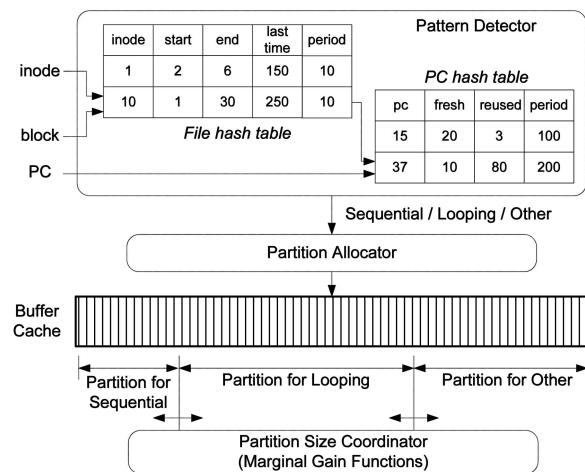 Pattern Detector
inode start end last time period
1 2 6 150 10
10 1 30 250 10
File hash table
inode
block
PC
PC hash table
pc fresh reused period
15 20 3 100
37 10 80 200
Sequential / Looping / Other
Partition Allocator
Buffer
Cache
Partition for
Sequential
Partition for Looping
Partition for Other
Partition Size Coordinator
(Marginal Gain Functions)